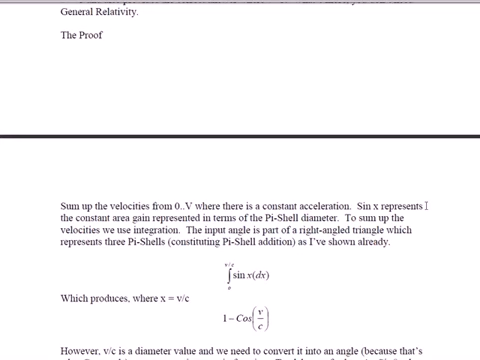 General Relativity.
The Proof
Sum up the velocities from 0..V where there is a constant acceleration. Sin x represents
the constant area gain represented in terms of the Pi-Shell diameter. To sum up the
velocities we use integration. The input angle is part of a right-angled triangle which
represents three Pi-Shells (constituting Pi-Shell addition) as I've shown already.
v/c
∫ sin x(dx)
o
Which produces, where x = v/c
1 − Cos(v/c)
However, v/c is a diameter value and we need to convert it into an angle (because that's